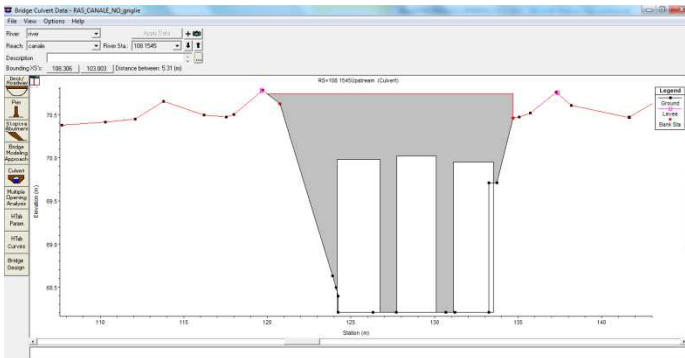 Bridge Culvert Data - RAS_CANALE_NO_griglie
File View Options Help
River: river Apply Data
Reach: canale River Sta.: 108.1545
Description
Bounding XS's: 108.306 103.003 Distance between: 5.31 (m)
RS=108.1545Upstream (Culvert)
Deck/
Roadway
Pier
Sloping
Abutment
Bridge
Modeling
Approach
Culvert
Multiple
Opening
Analysis
HTab
Param.
HTab
Curves
Bridge
Design
Elevation (m)
70.5
70.0
69.5
69.0
68.5
110
115
120
125
130
135
140
Station (m)
Legend
Ground
Levee
Bank Sta